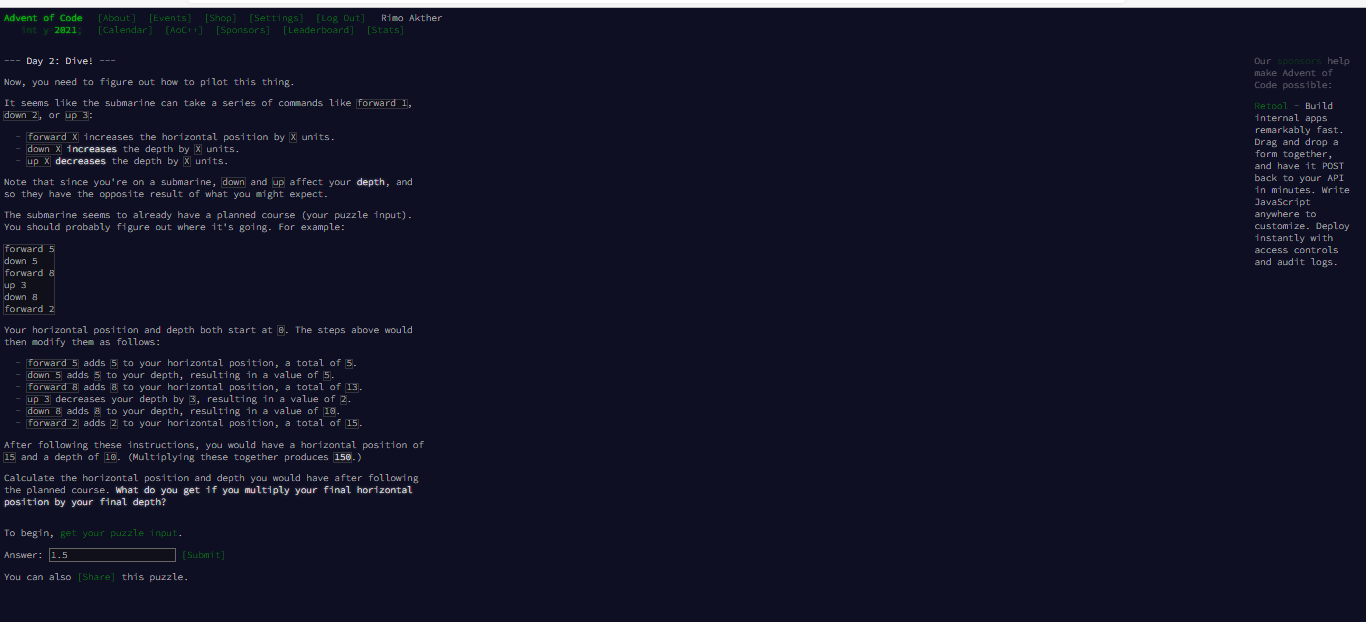 Advent of Code [About] [Events] [Shop] [Settings] [Log Out] Rimo Akther
int y 2021; [Calendar] [AoC++] [Sponsors] [Leaderboard] [Stats]
--- Day 2: Dive! ---
Now, you need to figure out how to pilot this thing.
It seems like the submarine can take a series of commands like forward 1,
down 2, or up 3:
- forward X increases the horizontal position by X units.
- down X increases the depth by X units.
- up X decreases the depth by X units.
Note that since you're on a submarine, down and up affect your depth, and
so they have the opposite result of what you might expect.
The submarine seems to already have a planned course (your puzzle input).
You should probably figure out where it's going. For example:
forward 5
down 5
forward 8
up 3
down 8
forward 2
Your horizontal position and depth both start at 0. The steps above would
then modify them as follows:
- forward 5 adds 5 to your horizontal position, a total of 5.
- down 5 adds 5 to your depth, resulting in a value of 5.
- forward 8 adds 8 to your horizontal position, a total of 13.
- up 3 decreases your depth by 3, resulting in a value of 2.
- down 8 adds 8 to your depth, resulting in a value of 10.
- forward 2 adds 2 to your horizontal position, a total of 15.
After following these instructions, you would have a horizontal position of
15 and a depth of 10. (Multiplying these together produces 150.)
Calculate the horizontal position and depth you would have after following
the planned course. What do you get if you multiply your final horizontal
position by your final depth?
To begin, get your puzzle input.
Answer: 1.5 [Submit]
You can also [Share] this puzzle.
Our sponsors help
make Advent of
Code possible:
Retool - Build
internal apps
remarkably fast.
Drag and drop a
form together,
and have it POST
back to your API
in minutes. Write
JavaScript
anywhere to
customize. Deploy
instantly with
access controls
and audit logs.